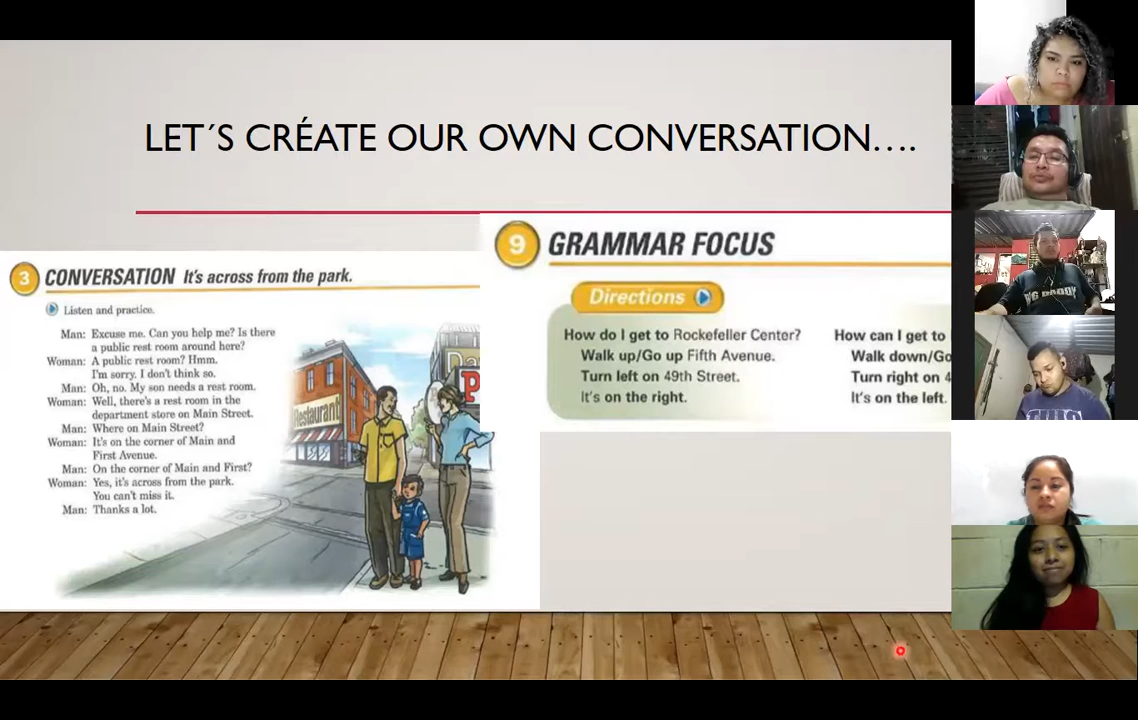 LET´S CRÉATE OUR OWN CONVERSATION….
3 CONVERSATION It's across from the park.
Listen and practice.
Man: Excuse me. Can you help me? Is there
a public rest room around here?
Woman: A public rest room? Hmm.
I'm sorry. I don't think so.
Man: Oh, no. My son needs a rest room.
Woman: Well, there's a rest room in the
department store on Main Street.
Man: Where on Main Street?
Woman: It's on the corner of Main and
First Avenue.
Man: On the corner of Main and First?
Woman: Yes, it's across from the park.
You can't miss it.
Man: Thanks a lot.
Restaurant
9 GRAMMAR FOCUS
Directions
How do I get to Rockefeller Center?
Walk up/Go up Fifth Avenue.
Turn left on 49th Street.
It's on the right.
How can I get to
Walk down/Go
Turn right on 4
It's on the left.